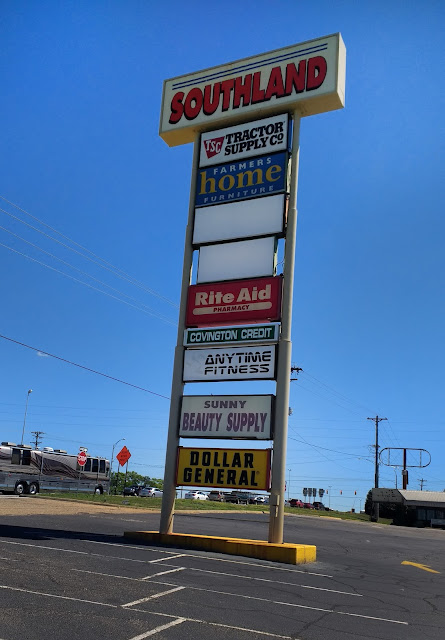 SOUTHLAND
TSC TRACTOR
SUPPLY CO
FARMERS
home
FURNITURE
Rite Aid
PHARMACY
COVINGTON CREDIT
ANYTIME
FITNESS
SUNNY
BEAUTY SUPPLY
DOLLAR
GENERAL